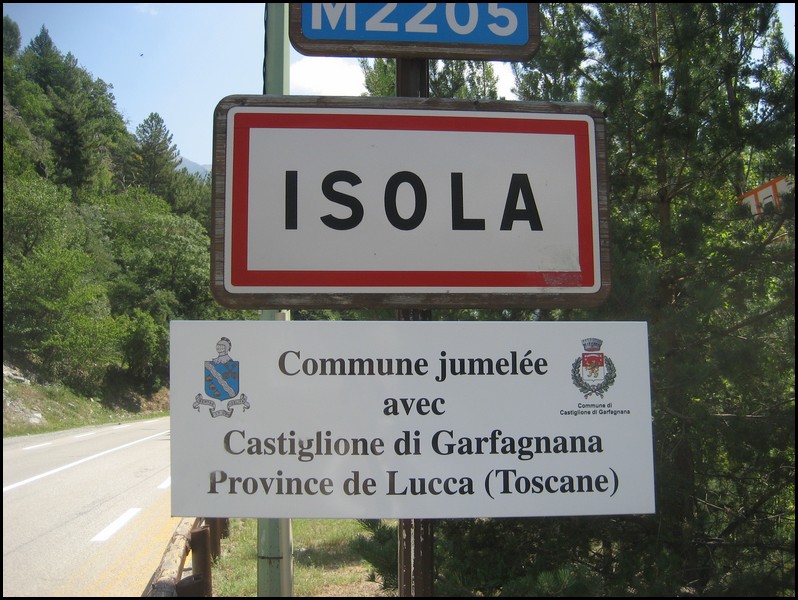 M2205
ISOLA
Commune jumelée
avec
Castiglione di Garfagnana
Province de Lucca (Toscane)
Commune di
Castiglione di Garfagnana